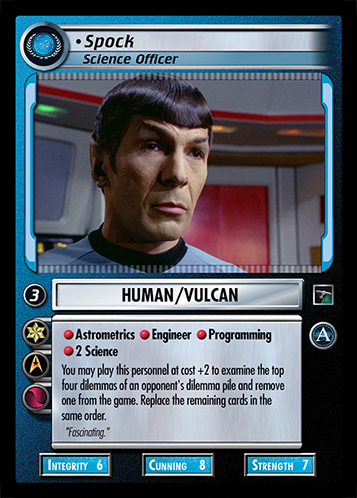 • Spock
Science Officer
3 HUMAN/VULCAN
• Astrometrics • Engineer • Programming
• 2 Science
A
You may play this personnel at cost +2 to examine the top
four dilemmas of an opponent's dilemma pile and remove
one from the game. Replace the remaining cards in the
same order.
"Fascinating."
INTEGRITY 6 CUNNING 8 STRENGTH 7